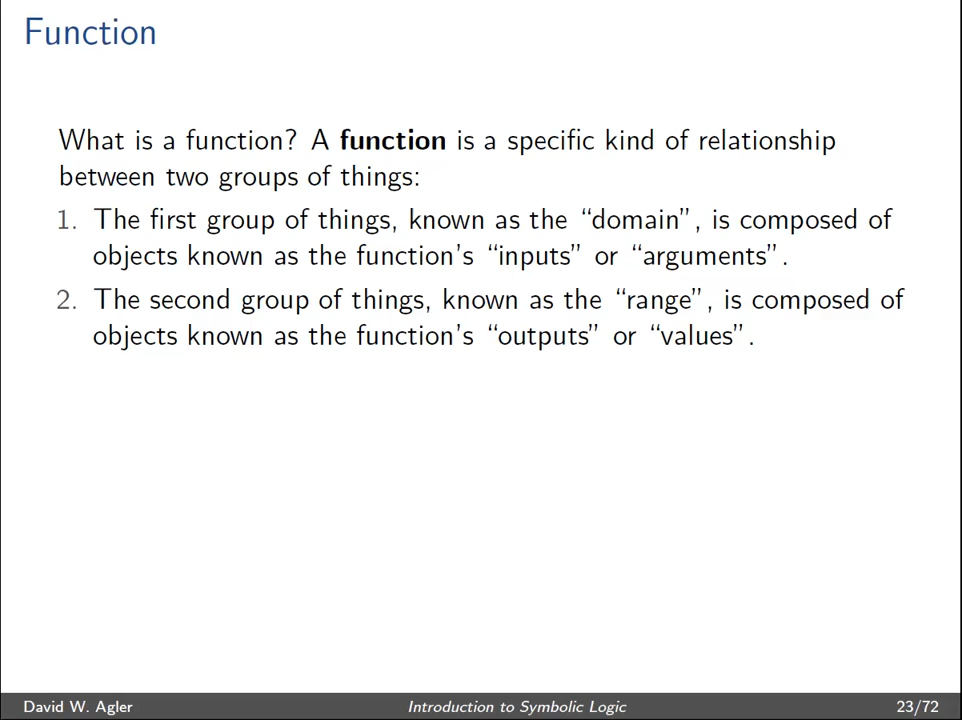 Function
What is a function? A function is a specific kind of relationship
between two groups of things:
1. The first group of things, known as the “domain”, is composed of
objects known as the function's “inputs” or “arguments”.
2. The second group of things, known as the “range”, is composed of
objects known as the function's “outputs” or “values”.
David W. Agler Introduction to Symbolic Logic 23/72